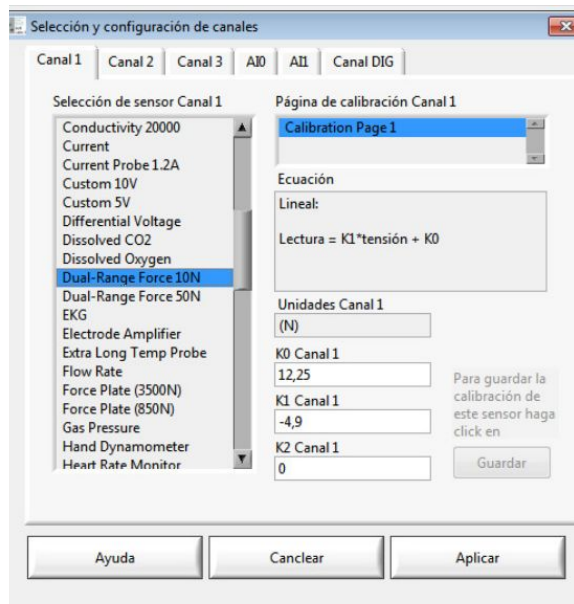 Selección y configuración de canales
Canal 1
Canal 2
Canal 3
AI0
AI1
Canal DIG
Selección de sensor Canal 1
Conductivity 20000
Current
Current Probe 1.2A
Custom 10V
Custom 5V
Differential Voltage
Dissolved CO2
Dissolved Oxygen
Dual-Range Force 10N
Dual-Range Force 50N
EKG
Electrode Amplifier
Extra Long Temp Probe
Flow Rate
Force Plate (3500N)
Force Plate (850N)
Gas Pressure
Hand Dynamometer
Heart Rate Monitor
Página de calibración Canal 1
Calibration Page 1
Ecuación
Lineal:
Lectura = K1*tensión + K0
Unidades Canal 1
(N)
K0 Canal 1
12,25
K1 Canal 1
-4,9
K2 Canal 1
0
Para guardar la
calibración de
este sensor haga
click en
Guardar
Ayuda
Canclear
Aplicar